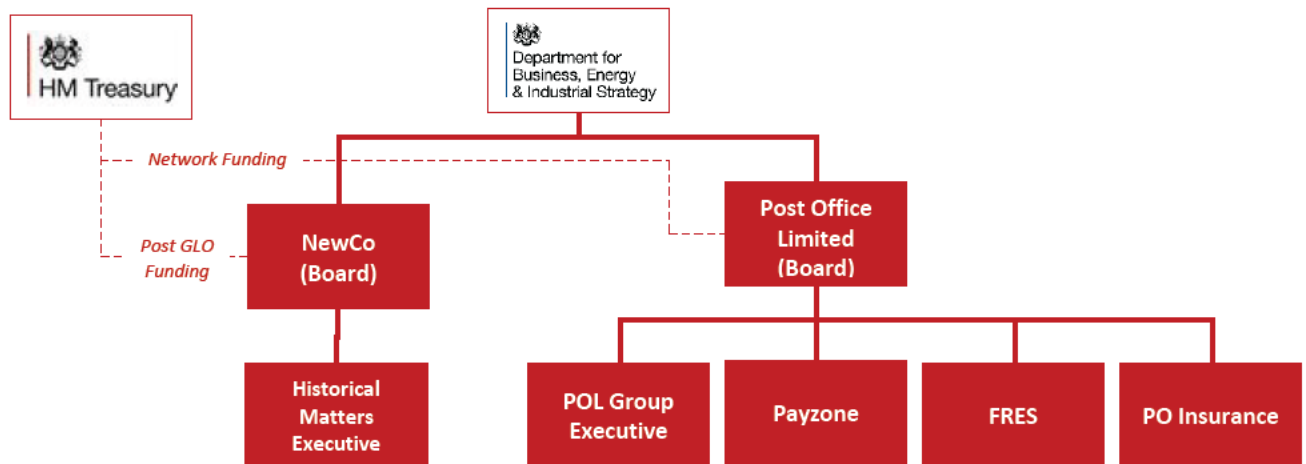 HM Treasury
Department for
Business, Energy
& Industrial Strategy
Network Funding
Post GLO
Funding
NewCo
(Board)
Post Office
Limited
(Board)
Historical
Matters
Executive
POL Group
Executive
Payzone
FRES
PO Insurance